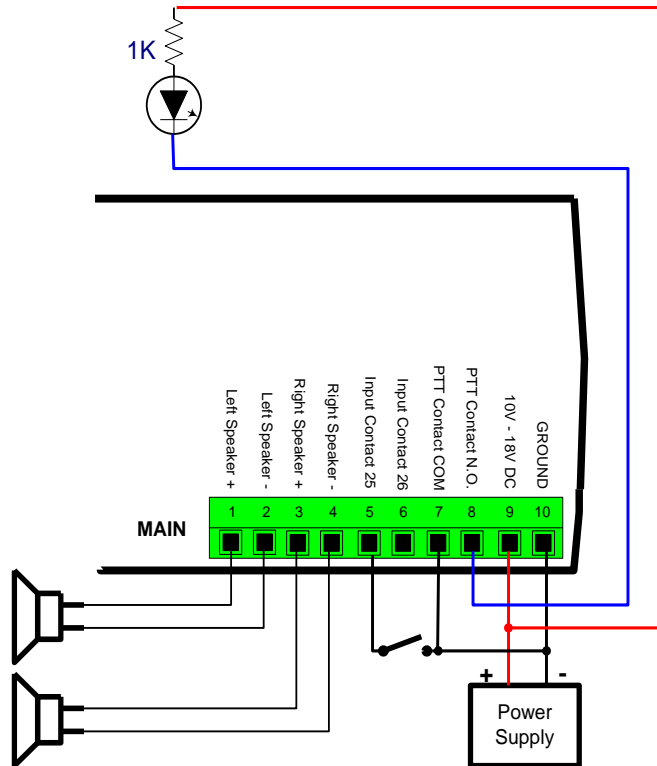 1K
Left Speaker +
Left Speaker -
Right Speaker +
Right Speaker -
Input Contact 25
Input Contact 26
PTT Contact COM
PTT Contact N.O.
10V - 18V DC
GROUND
MAIN
1 2 3 4 5 6 7 8 9 10
+ -
Power
Supply